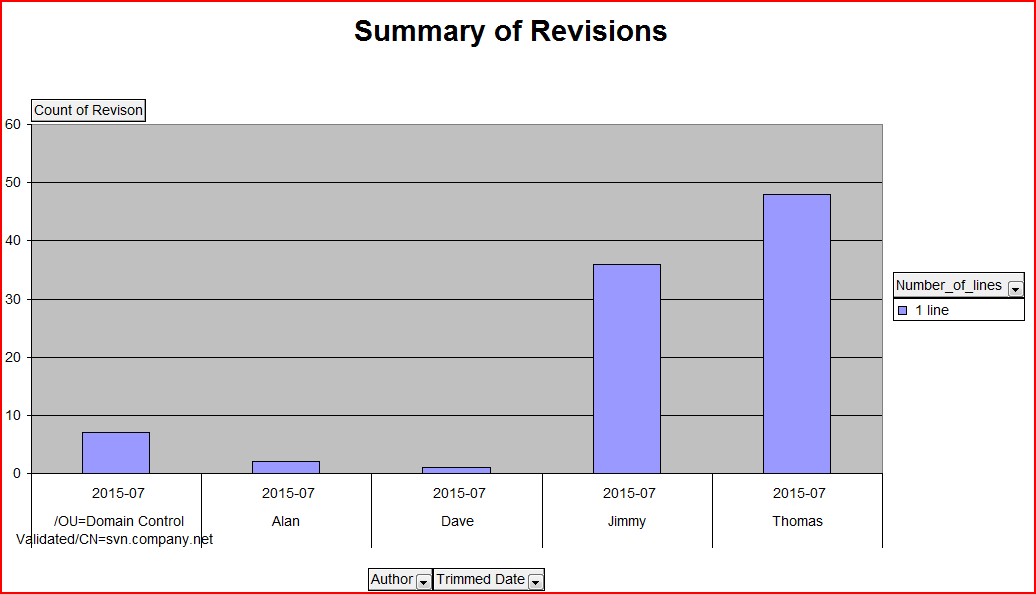 Summary of Revisions
Count of Revison
60
50
40
30
20
10
0
Number_of_lines
1 line
2015-07 2015-07 2015-07 2015-07 2015-07
/OU=Domain Control Alan Dave Jimmy Thomas
Validated/CN=svn.company.net
Author Trimmed Date